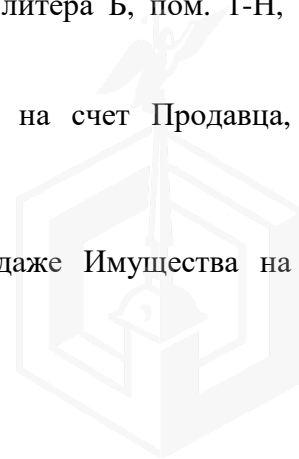 литера Б, пом. 1-Н,
на счет Продавца,
даже Имущества на